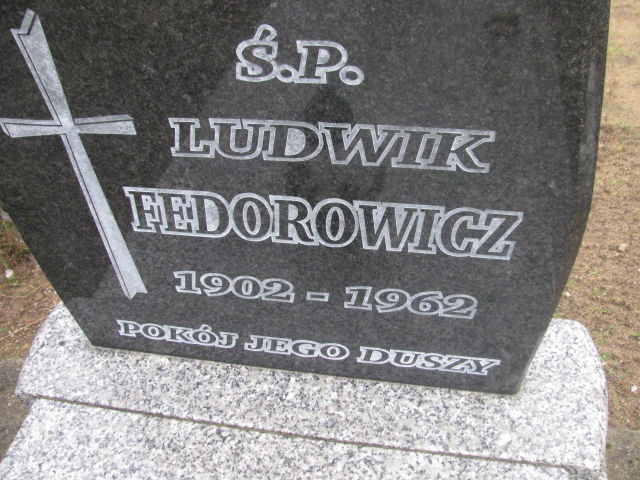 Ś.P.
LUDWIK
FEDOROWICZ
1902 - 1962
POKÓJ JEGO DUSZY